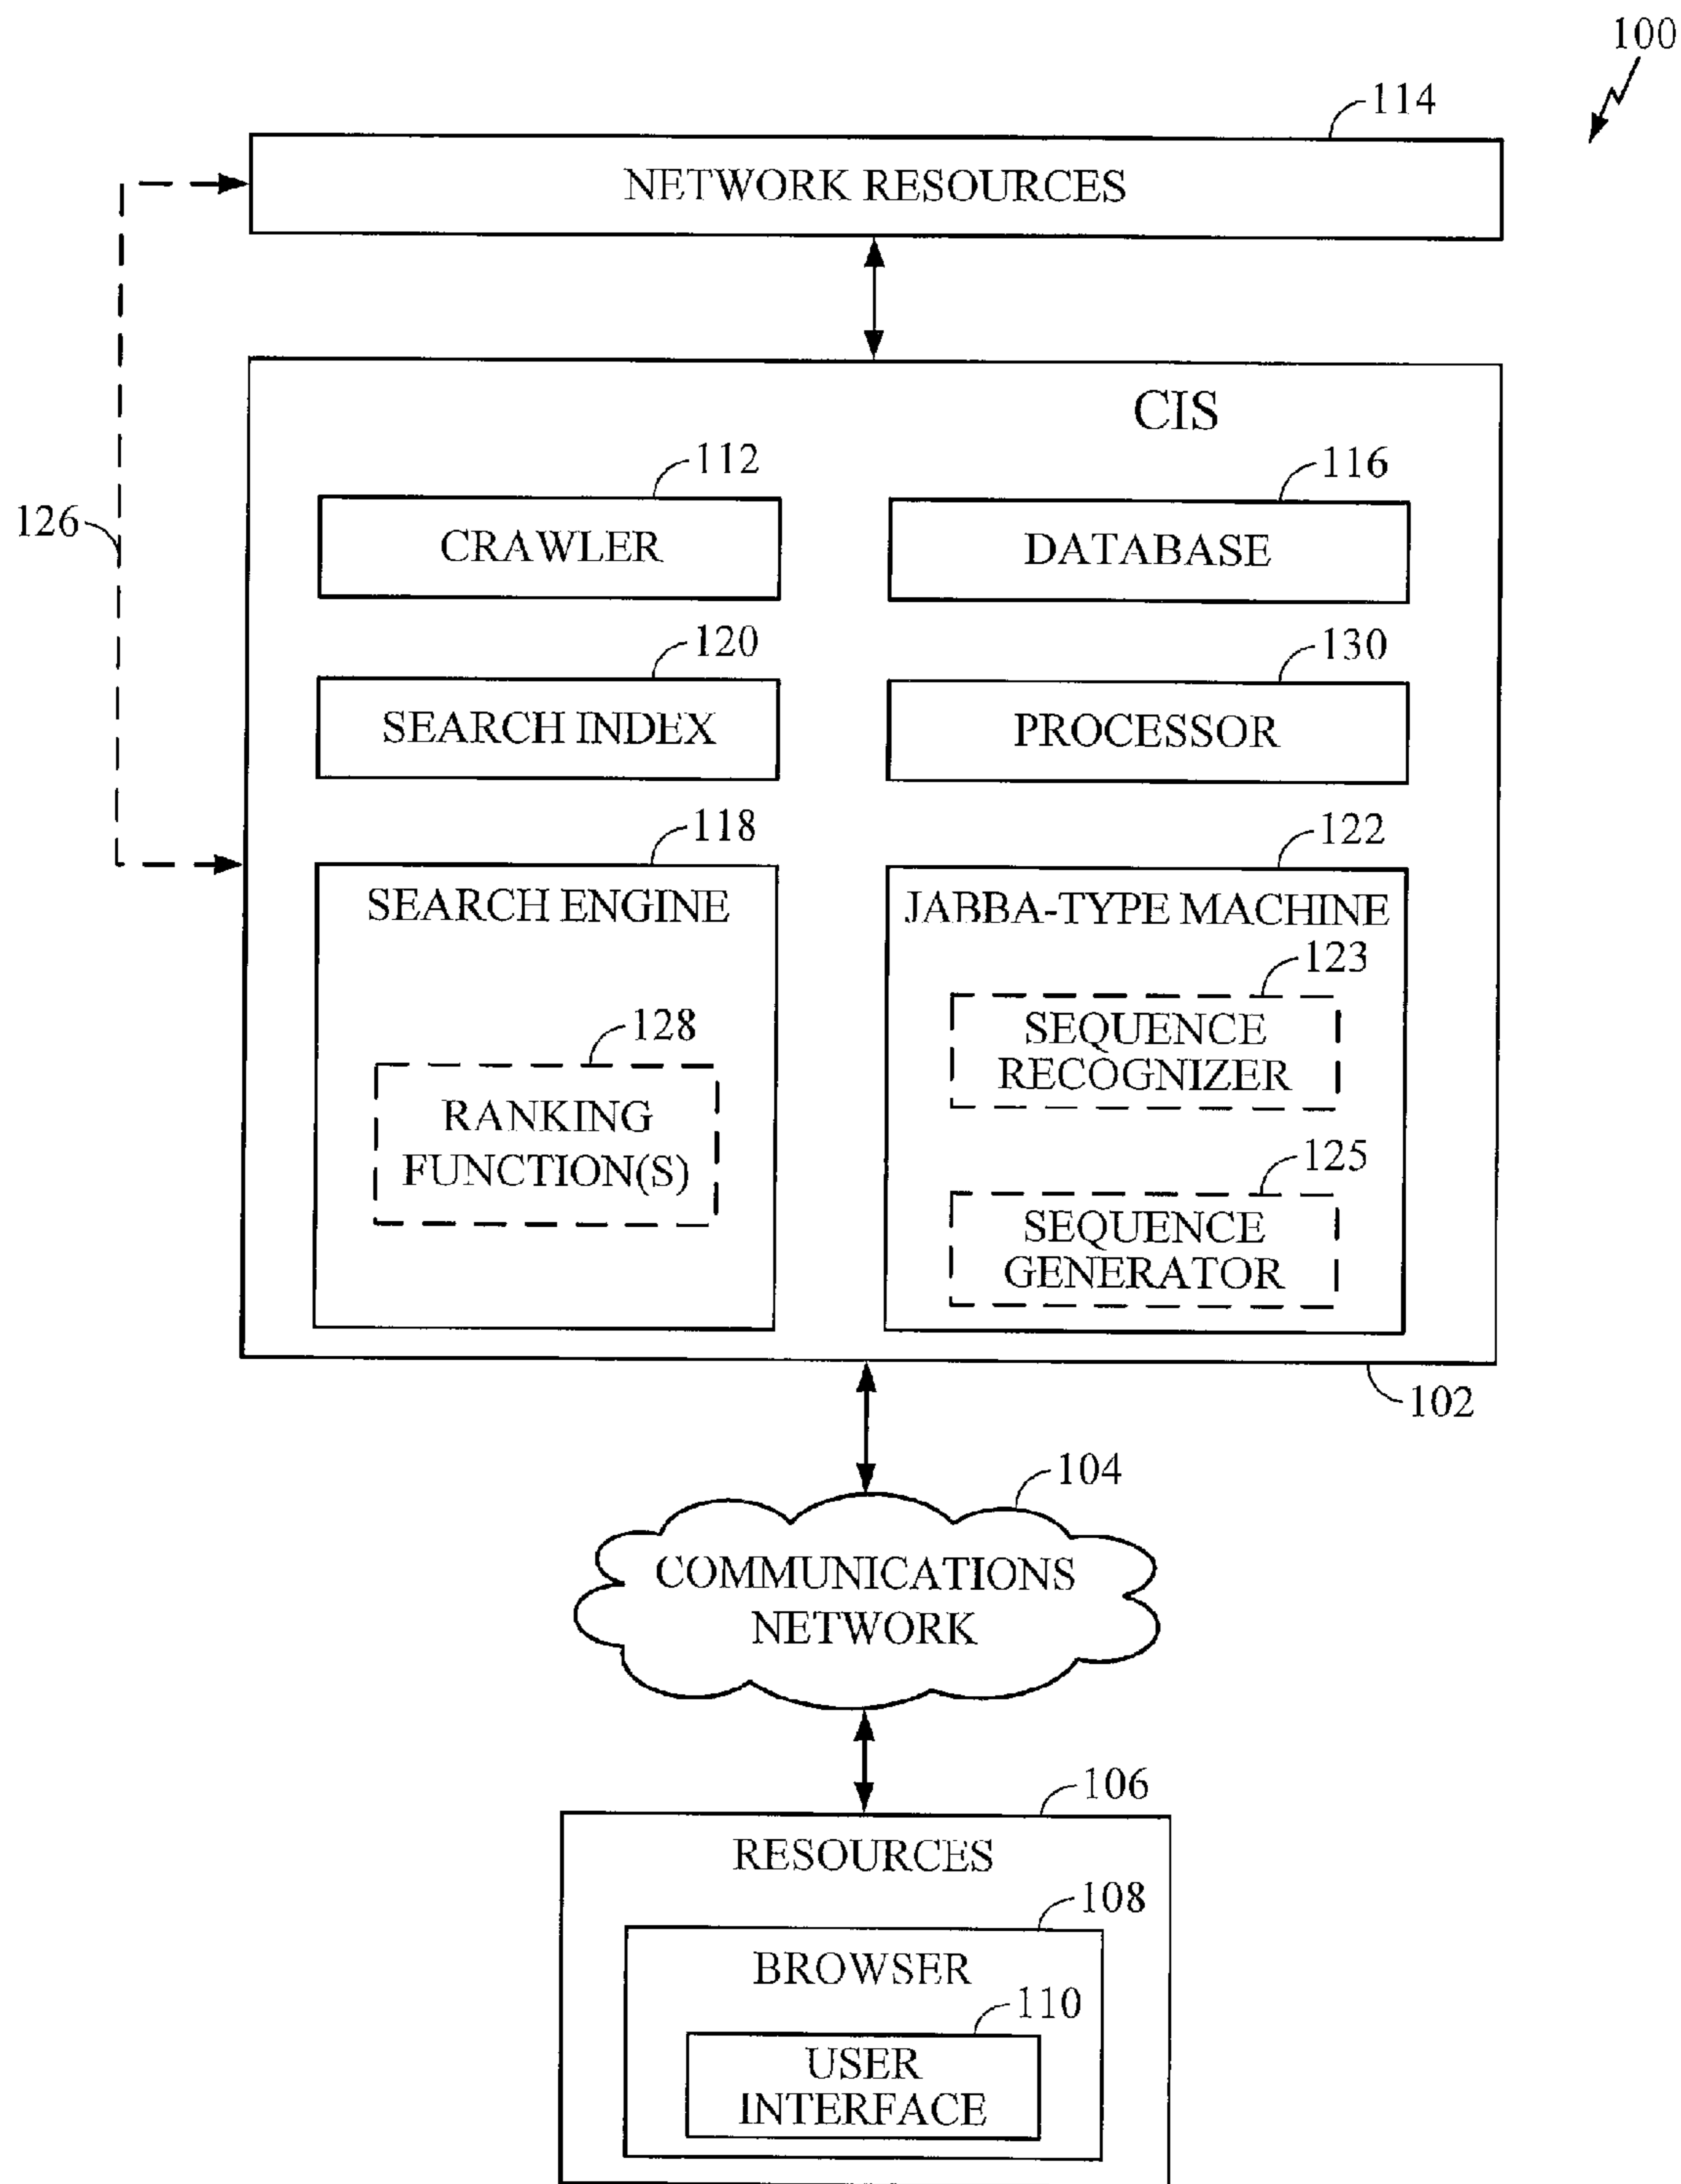 100
114
NETWORK RESOURCES
CIS
112
116
CRAWLER
DATABASE
126
120
130
SEARCH INDEX
PROCESSOR
118
122
SEARCH ENGINE
JABBA-TYPE MACHINE
123
SEQUENCE
RECOGNIZER
128
RANKING
FUNCTION(S)
125
SEQUENCE
GENERATOR
102
104
COMMUNICATIONS
NETWORK
106
RESOURCES
108
BROWSER
110
USER
INTERFACE